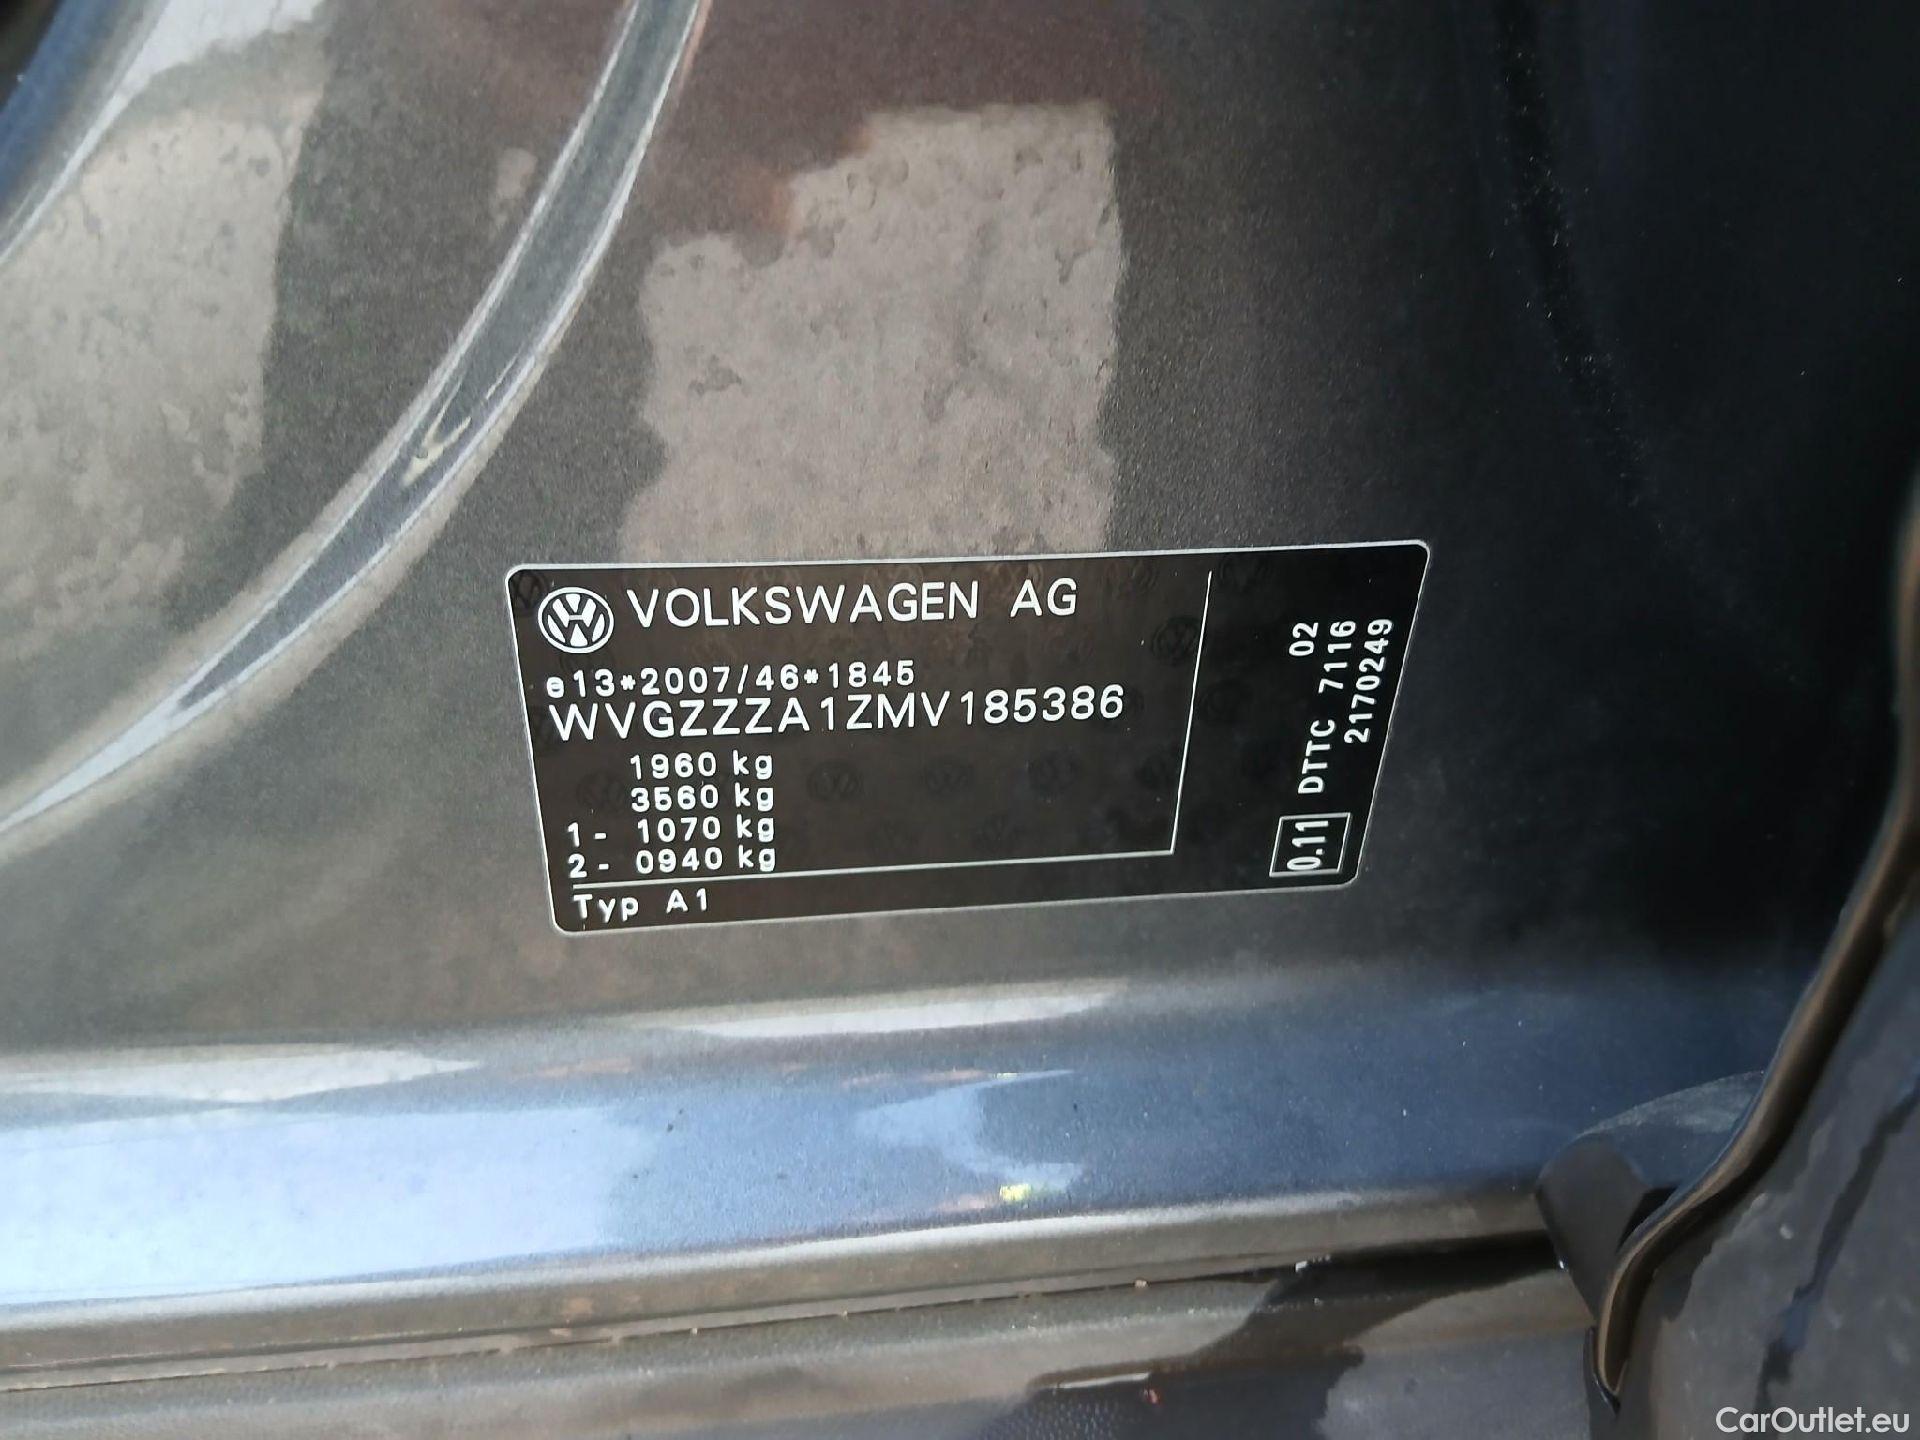 VOLKSWAGEN AG
e13*2007/46*1845
WVGZZZA1ZMV185386
1960 kg
3560 kg
1- 1070 kg
2- 0940 kg
Typ A1
02
DTTC 7116
2170249
0.11
CarOutlet.eu